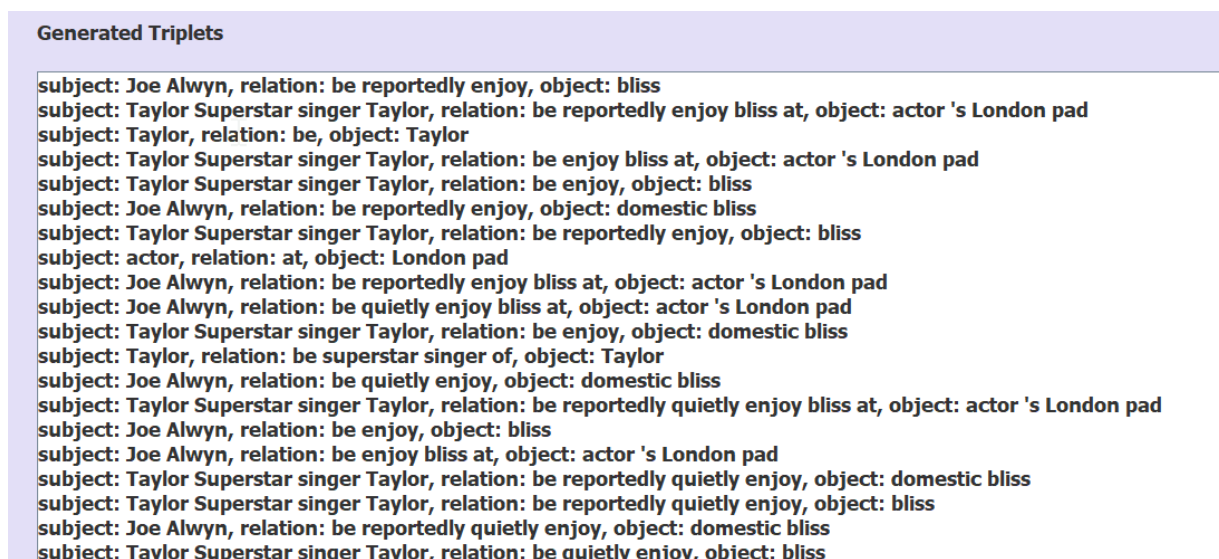 Generated Triplets
subject: Joe Alwyn, relation: be reportedly enjoy, object: bliss
subject: Taylor Superstar singer Taylor, relation: be reportedly enjoy bliss at, object: actor 's London pad
subject: Taylor, relation: be, object: Taylor
subject: Taylor Superstar singer Taylor, relation: be enjoy bliss at, object: actor 's London pad
subject: Taylor Superstar singer Taylor, relation: be enjoy, object: bliss
subject: Joe Alwyn, relation: be reportedly enjoy, object: domestic bliss
subject: Taylor Superstar singer Taylor, relation: be reportedly enjoy, object: bliss
subject: actor, relation: at, object: London pad
subject: Joe Alwyn, relation: be reportedly enjoy bliss at, object: actor 's London pad
subject: Joe Alwyn, relation: be quietly enjoy bliss at, object: actor 's London pad
subject: Taylor Superstar singer Taylor, relation: be enjoy, object: domestic bliss
subject: Taylor, relation: be superstar singer of, object: Taylor
subject: Joe Alwyn, relation: be quietly enjoy, object: domestic bliss
subject: Taylor Superstar singer Taylor, relation: be reportedly quietly enjoy bliss at, object: actor 's London pad
subject: Joe Alwyn, relation: be enjoy, object: bliss
subject: Joe Alwyn, relation: be enjoy bliss at, object: actor 's London pad
subject: Taylor Superstar singer Taylor, relation: be reportedly quietly enjoy, object: domestic bliss
subject: Taylor Superstar singer Taylor, relation: be reportedly quietly enjoy, object: bliss
subject: Joe Alwyn, relation: be reportedly quietly enjoy, object: domestic bliss
subject: Taylor Superstar singer Taylor, relation: be quietly enjoy, object: bliss